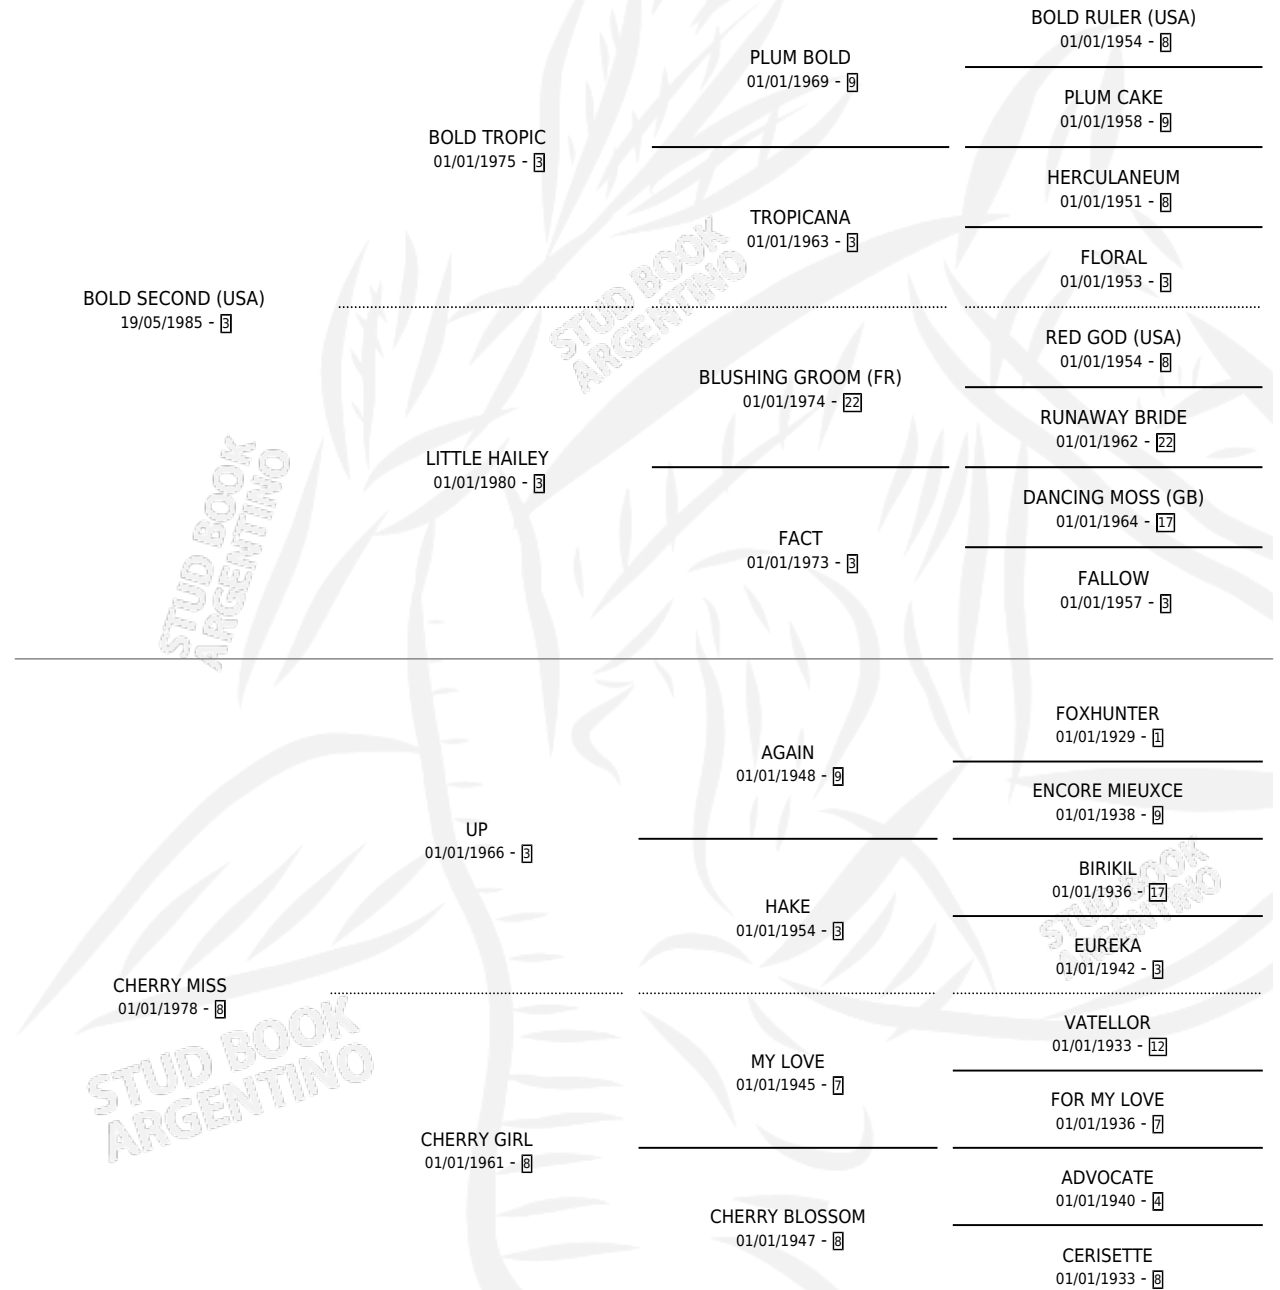 BOLD RULER (USA)
01/01/1954 - 8
PLUM BOLD
01/01/1969 - 9
PLUM CAKE
01/01/1958 - 9
BOLD TROPIC
01/01/1975 - 3
HERCULANEUM
01/01/1951 - 8
TROPICANA
01/01/1963 - 3
FLORAL
01/01/1953 - 3
BOLD SECOND (USA)
19/05/1985 - 3
STUD BOOK
ARGENTINO
RED GOD (USA)
01/01/1954 - 8
BLUSHING GROOM (FR)
01/01/1974 - 22
RUNAWAY BRIDE
01/01/1962 - 22
LITTLE HAILEY
01/01/1980 - 3
DANCING MOSS (GB)
01/01/1964 - 17
FACT
01/01/1973 - 3
FALLOW
01/01/1957 - 3
STUD BOOK
ARGENTINO
FOXHUNTER
01/01/1929 - 1
AGAIN
01/01/1948 - 9
ENCORE MIEUXCE
01/01/1938 - 9
UP
01/01/1966 - 3
BIRIKIL
01/01/1936 - 17
HAKE
01/01/1954 - 3
EUREKA
01/01/1942 - 3
STUD BOOK
ARGENTINO
CHERRY MISS
01/01/1978 - 8
VATELLOR
01/01/1933 - 12
MY LOVE
01/01/1945 - 7
FOR MY LOVE
01/01/1936 - 7
STUD BOOK
ARGENTINO
CHERRY GIRL
01/01/1961 - 8
ADVOCATE
01/01/1940 - 4
CHERRY BLOSSOM
01/01/1947 - 8
CERISETTE
01/01/1933 - 8